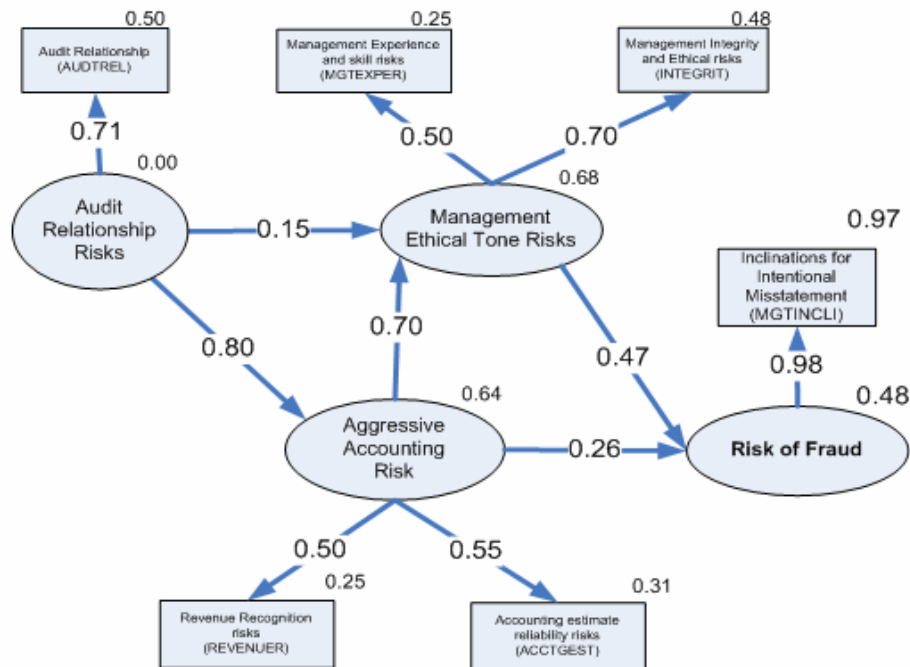 0.50
0.25
0.48
Audit Relationship
(AUDTREL)
Management Experience
and skill risks
(MGTEXPER)
Management Integrity
and Ethical risks
(INTEGRIT)
0.71
0.50
0.70
0.00
0.68
Audit
Relationship
Risks
0.15
Management
Ethical Tone Risks
0.97
Inclinations for
Intentional
Misstatement
(MGTINCLI)
0.80
0.70
0.47
0.98
0.64
0.48
Aggressive
Accounting
Risk
0.26
Risk of Fraud
0.50
0.55
0.25
0.31
Revenue Recognition
risks
(REVENUER)
Accounting estimate
reliability risks
(ACCTGEST)